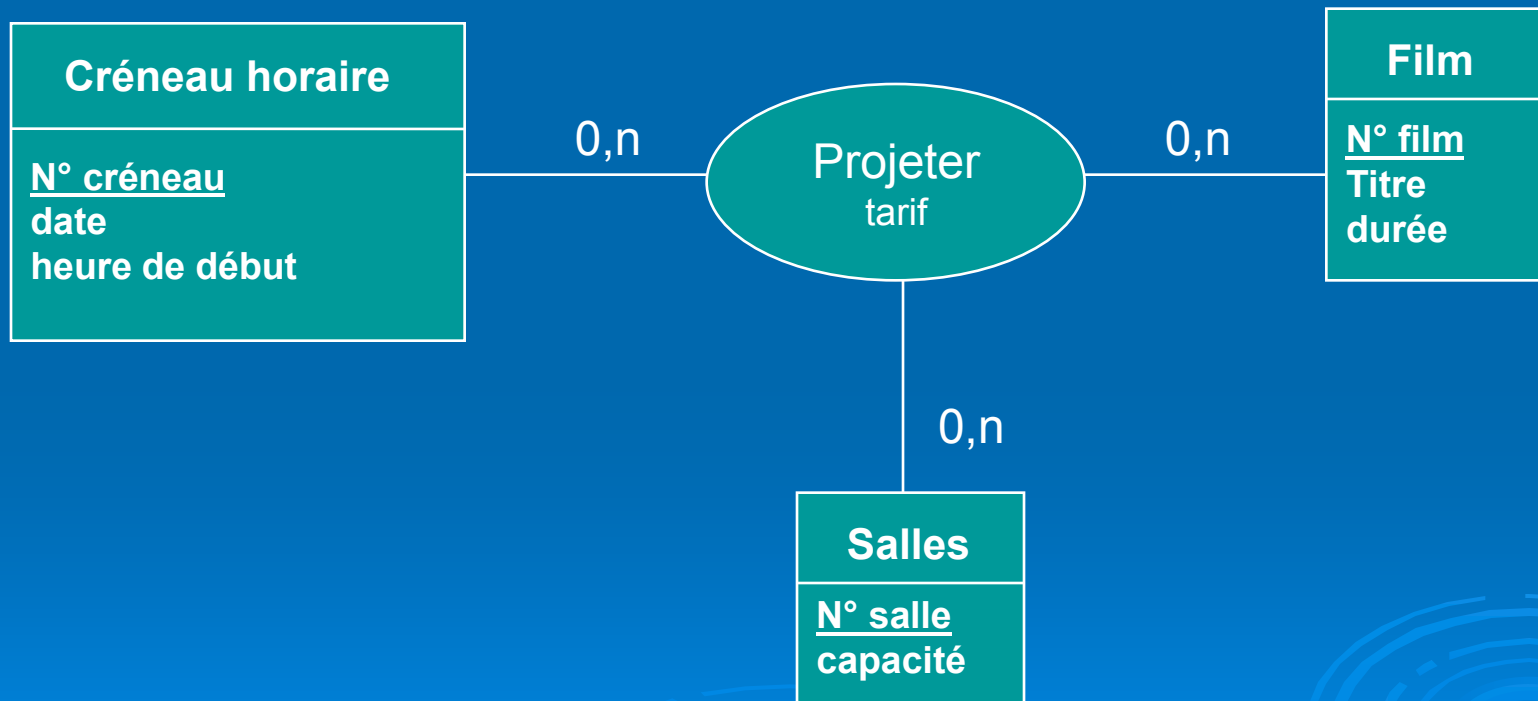 Créneau horaire
N° créneau
date
heure de début
0,n
Projeter
tarif
0,n
Film
N° film
Titre
durée
0,n
Salles
N° salle
capacité